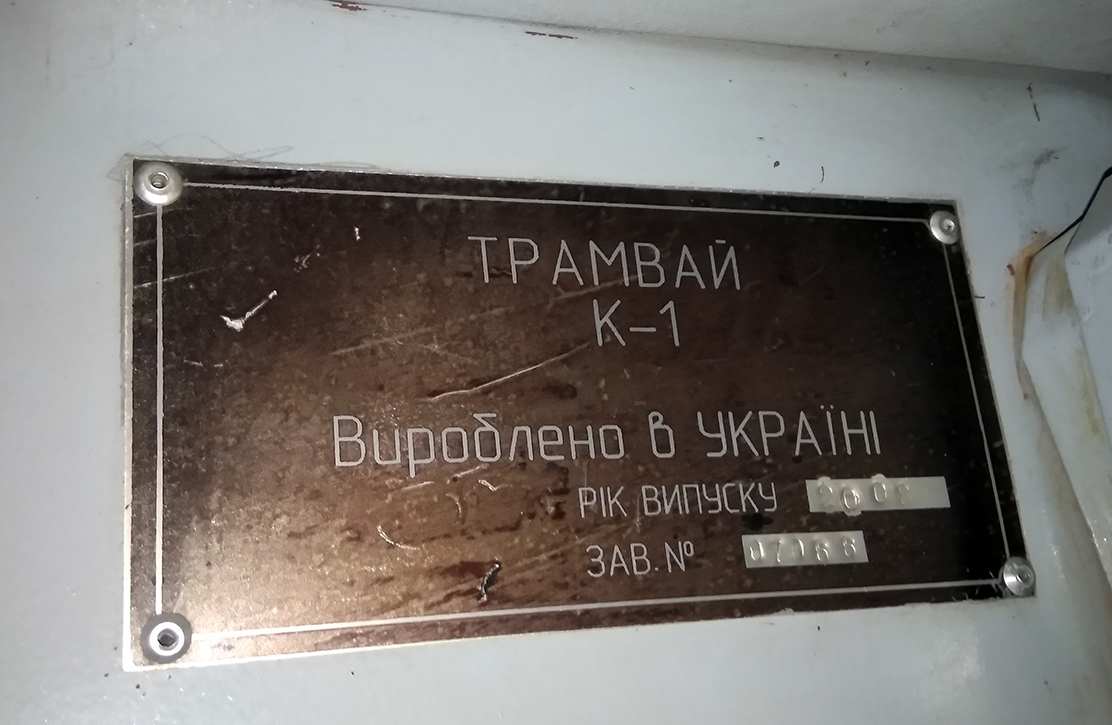 ТРАМВАЙ
К-1
Вироблено в УКРАЇНІ
РІК ВИПУСКУ
ЗАВ. №